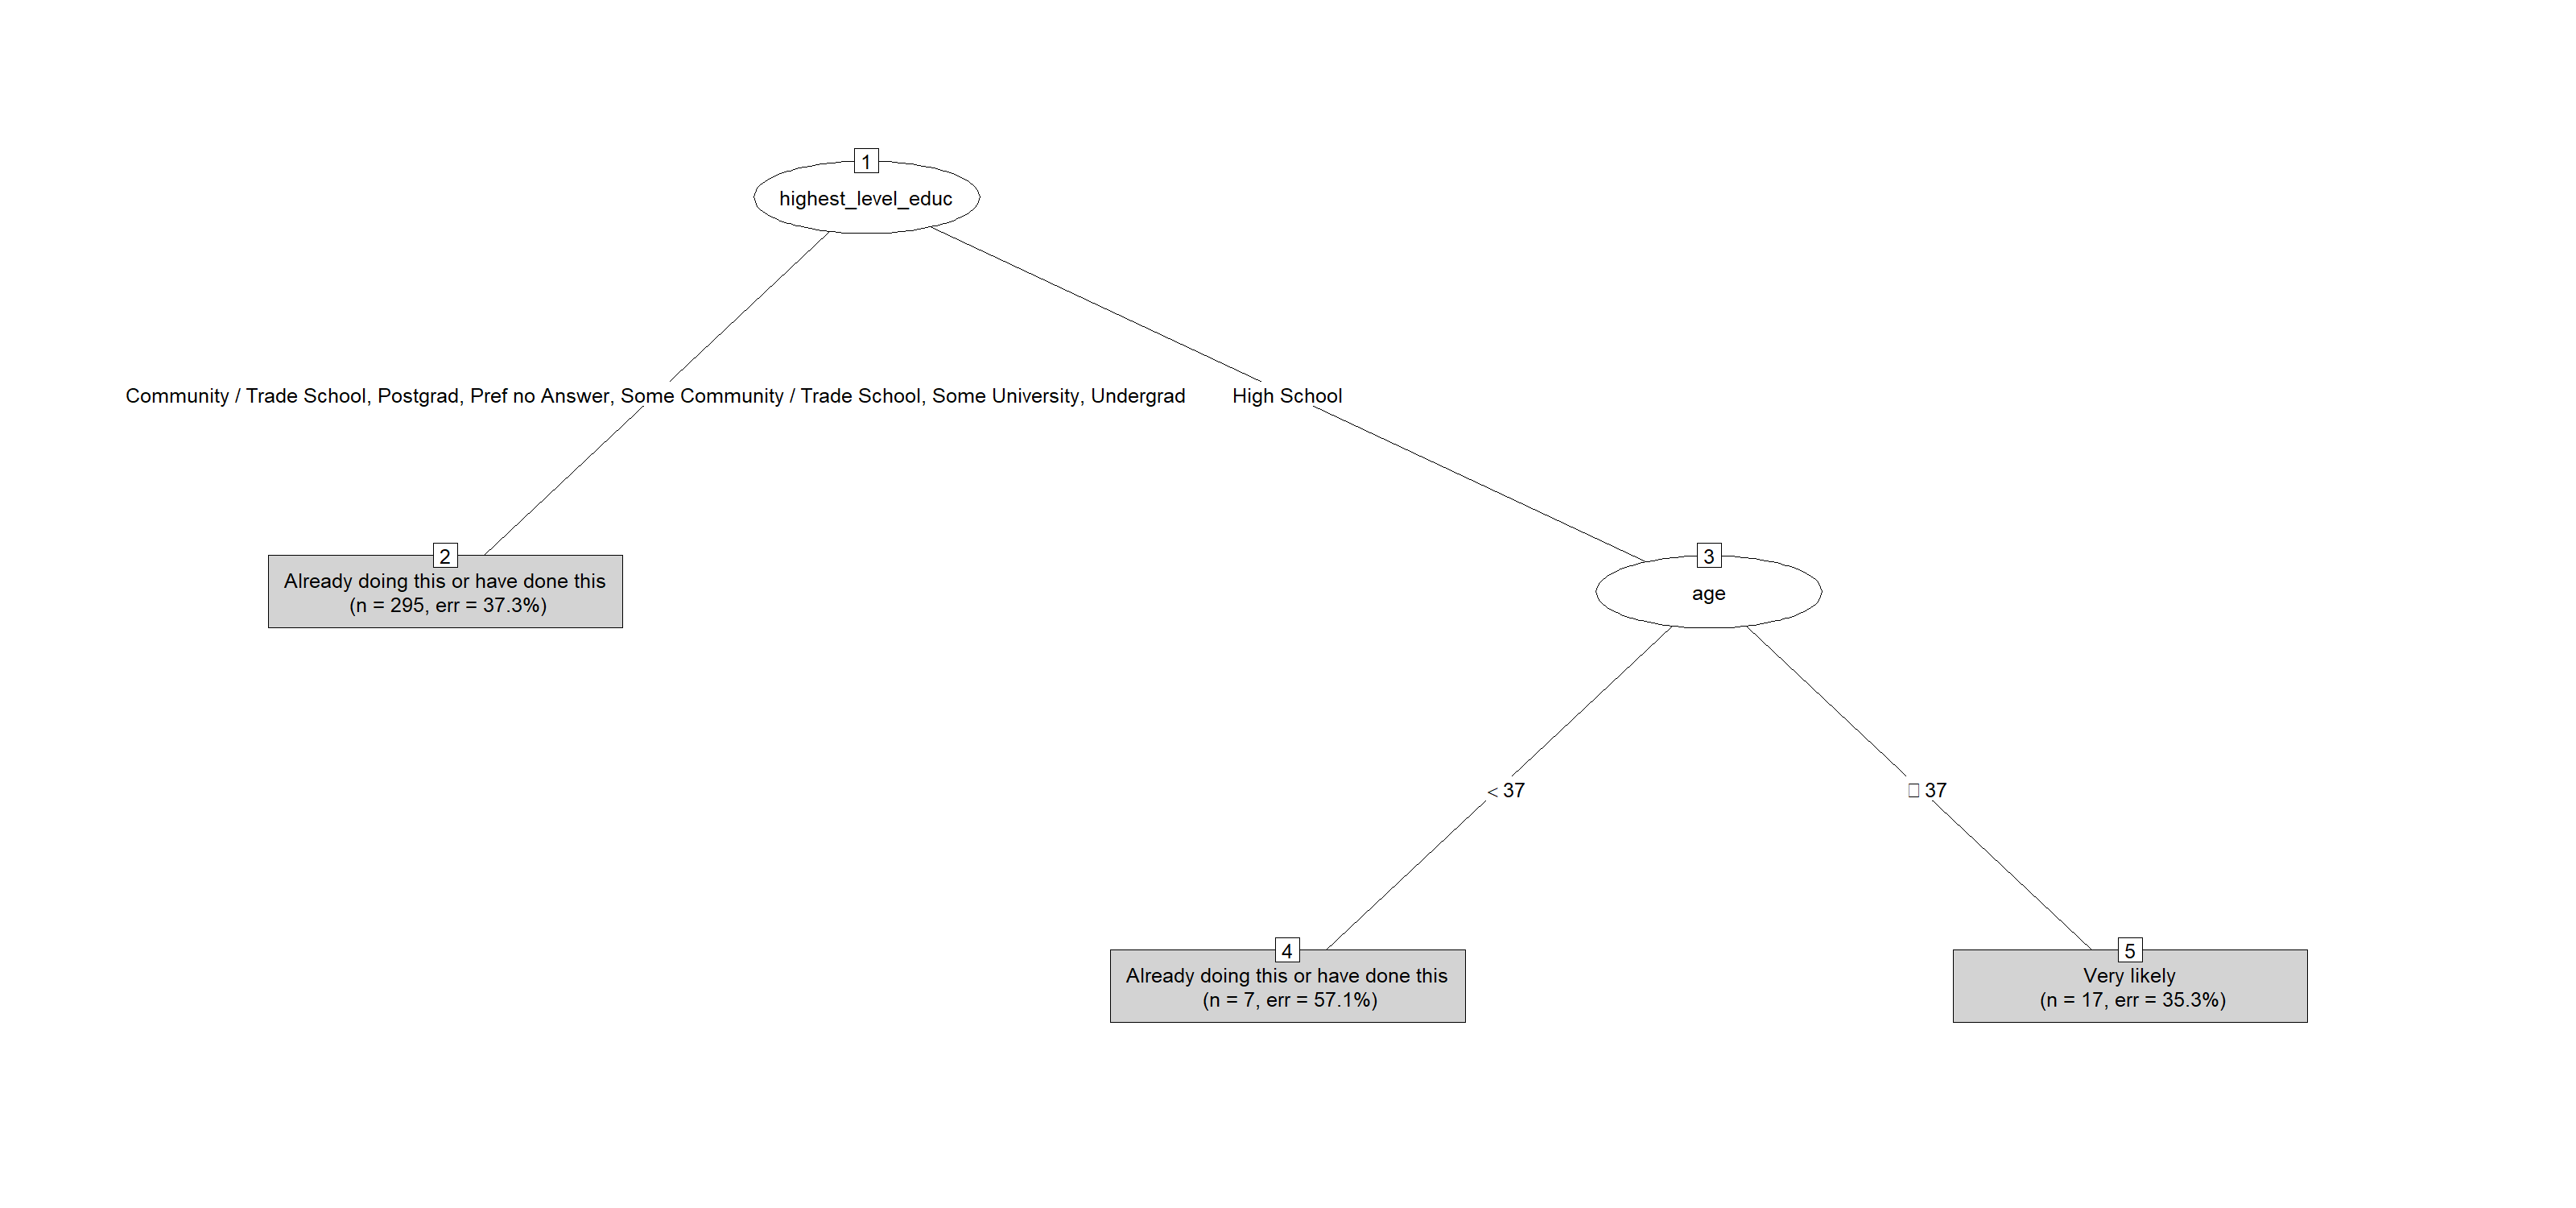 1
highest_level_educ
Community / Trade School, Postgrad, Pref no Answer, Some Community / Trade School, Some University, Undergrad
High School
2
Already doing this or have done this
(n = 295, err = 37.3%)
3
age
< 37
▯ 37
4
Already doing this or have done this
(n = 7, err = 57.1%)
5
Very likely
(n = 17, err = 35.3%)